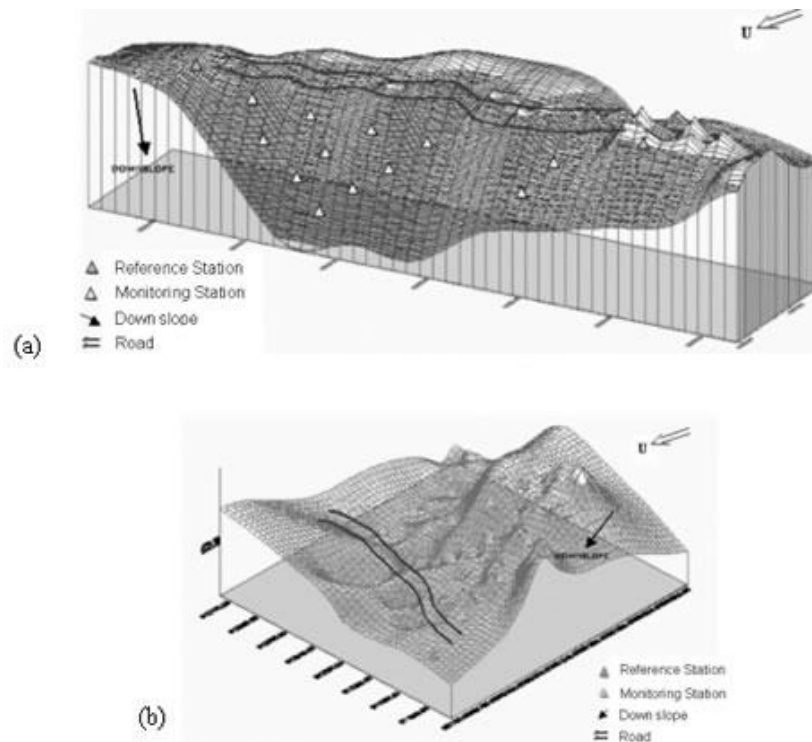 U
DOWNSLOPE
Reference Station
Monitoring Station
Down slope
Road
(a)
U
DOWNSLOPE
Reference Station
Monitoring Station
Down slope
Road
(b)